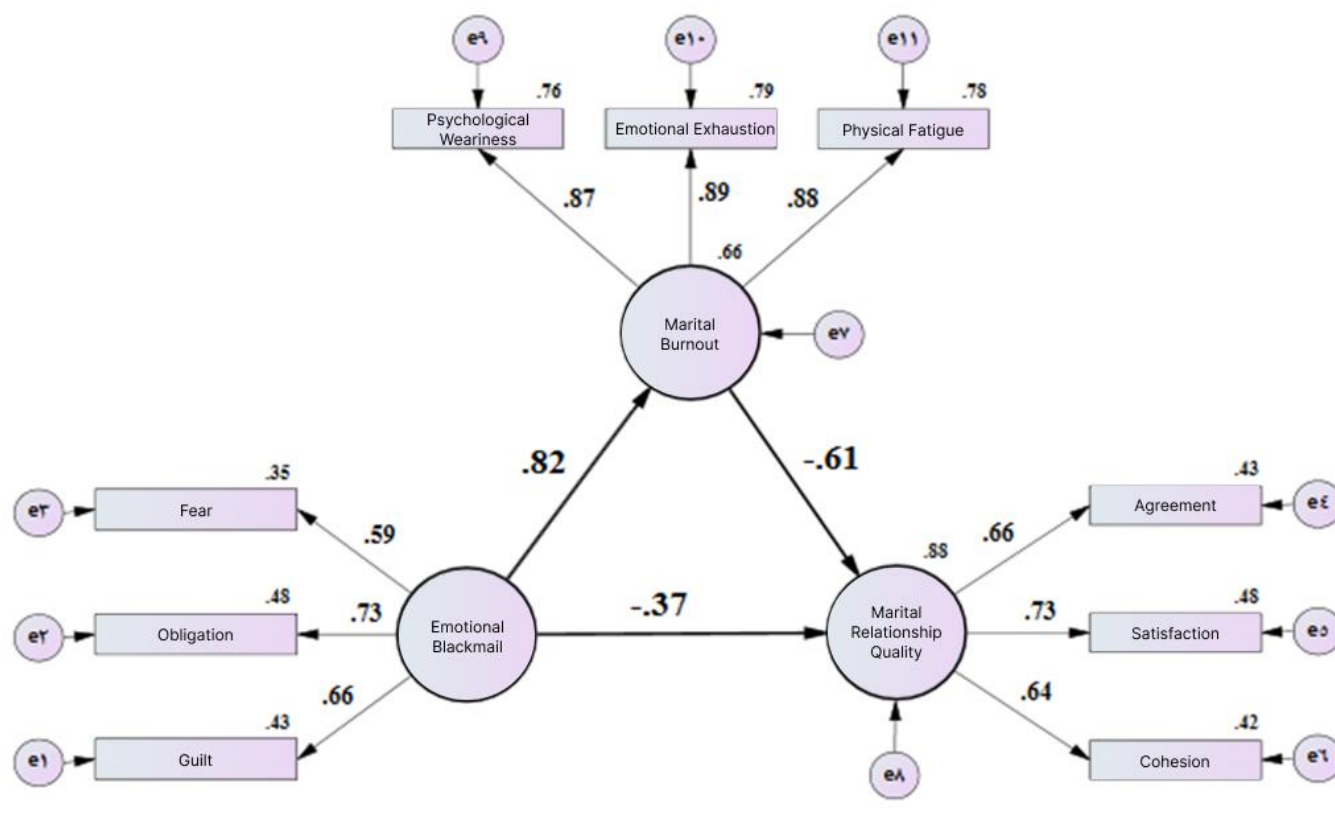 e۹
e۱۰
e۱۱
.76
.79
.78
Psychological
Weariness
Emotional Exhaustion
Physical Fatigue
.87
.89
.88
.66
Marital
Burnout
e۷
.82
-.61
.35
Fear
e۳
.59
.43
Agreement
e٤
.66
.88
.48
Obligation
e۲
.73
Emotional
Blackmail
-.37
Marital
Relationship
Quality
.73
.48
Satisfaction
e٥
.66
.43
Guilt
e۱
.64
.42
Cohesion
e٦
e۸